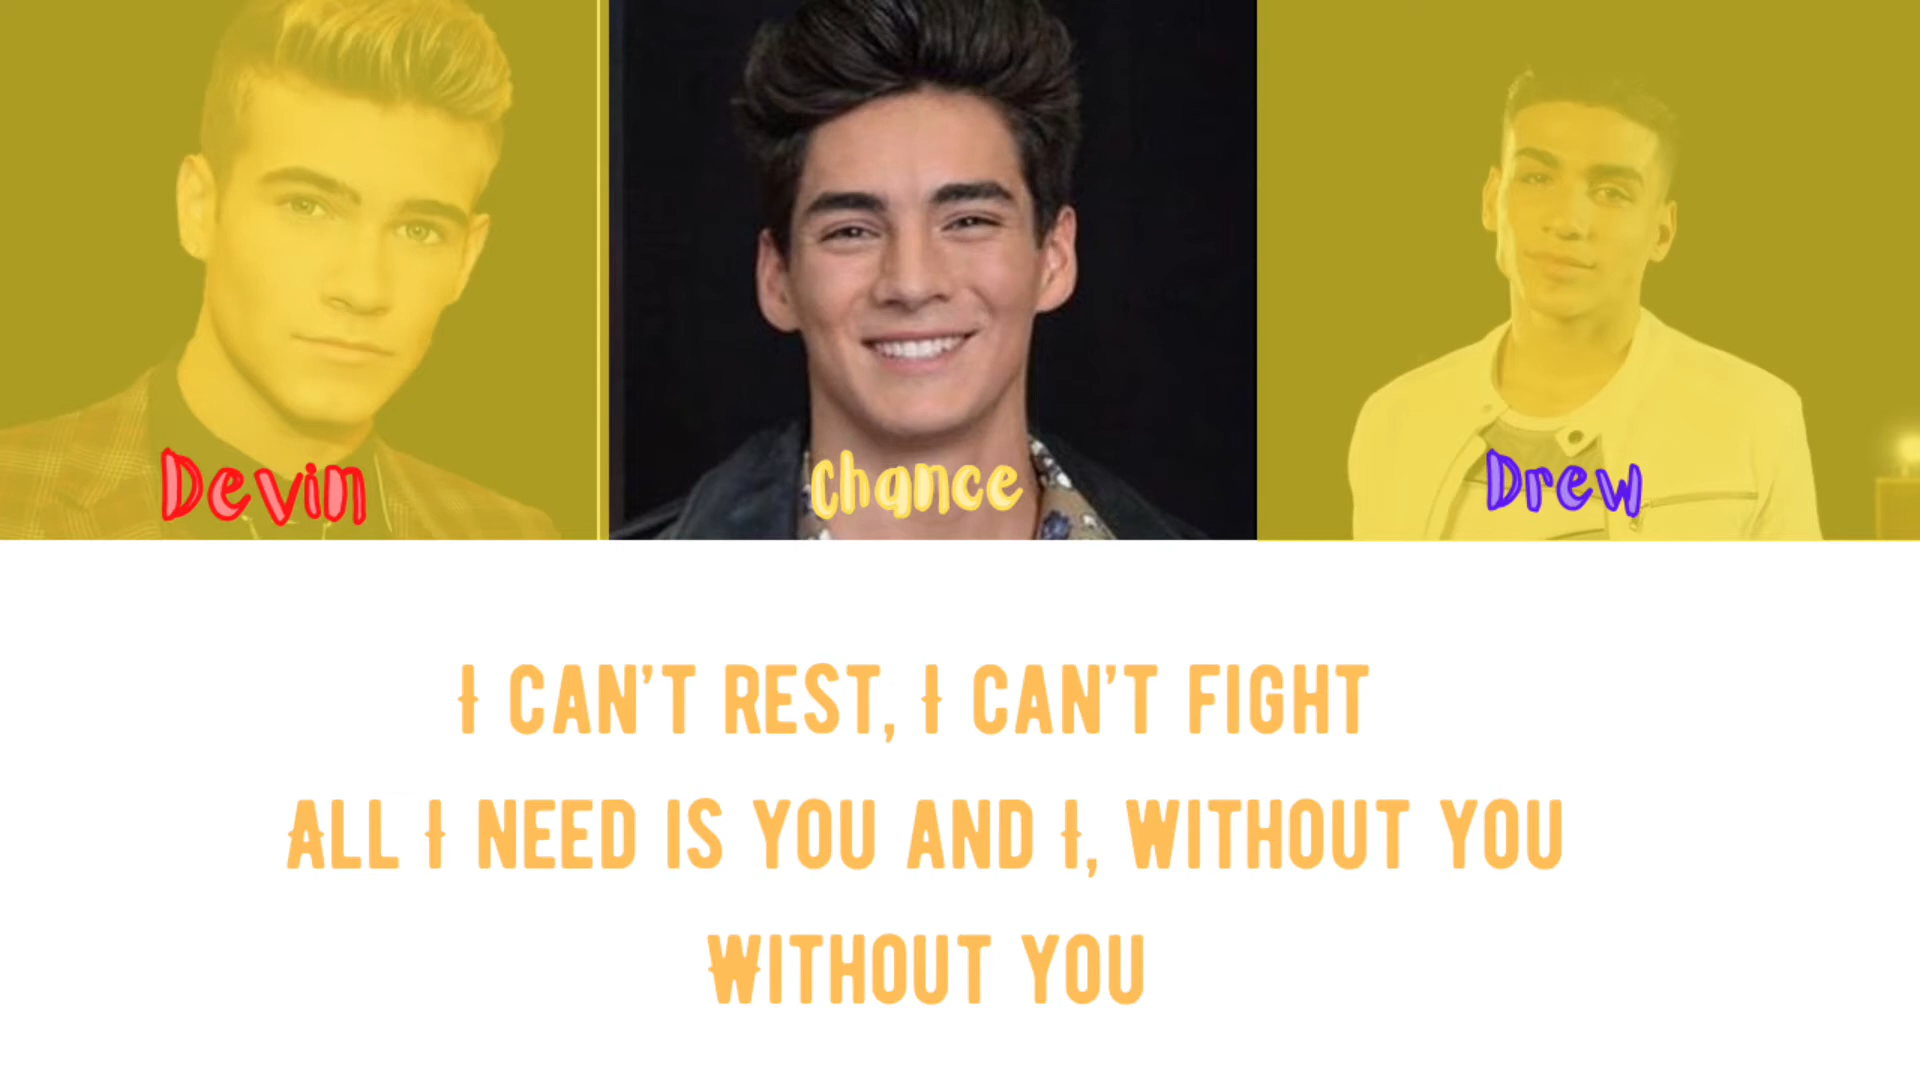 Devin
Chance
Drew
I CAN'T REST, I CAN'T FIGHT
ALL I NEED IS YOU AND I, WITHOUT YOU
WITHOUT YOU